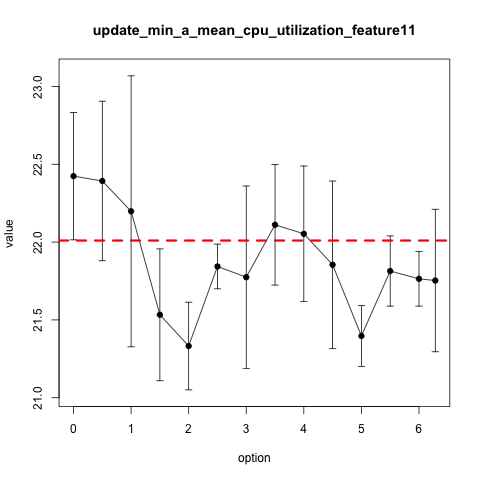 update_min_a_mean_cpu_utilization_feature11
value
23.0
22.5
22.0
21.5
21.0
0 1 2 3 4 5 6
option